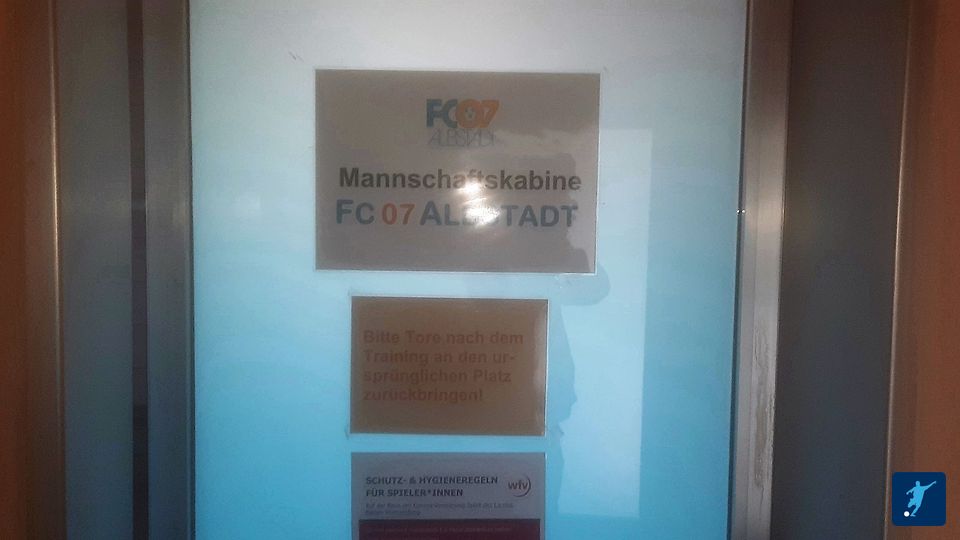 FC07
ALBSTADT
Mannschaftskabine
FC 07 ALBSTADT
Bitte Tore nach dem
Training an den ur-
sprünglichen Platz
zurückbringen!
SCHUTZ- & HYGIENEREGELN
FÜR SPIELER*INNEN
wfv